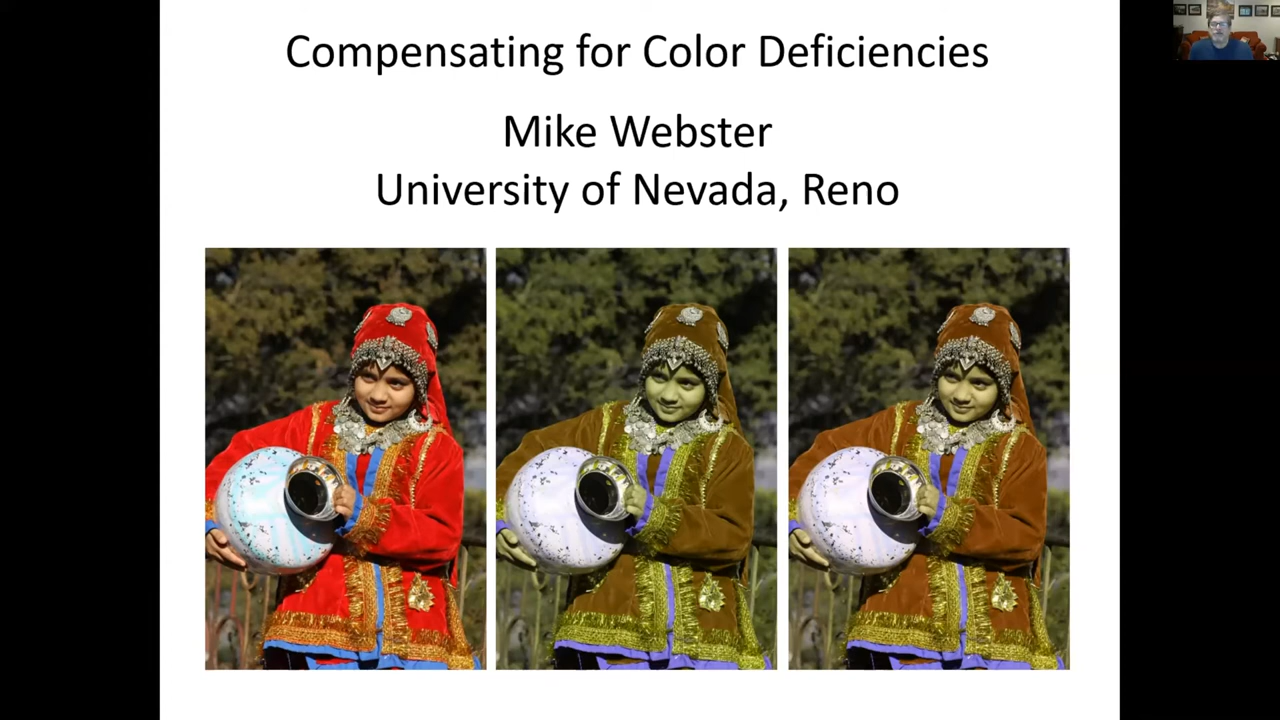 Compensating for Color Deficiencies
Mike Webster
University of Nevada, Reno